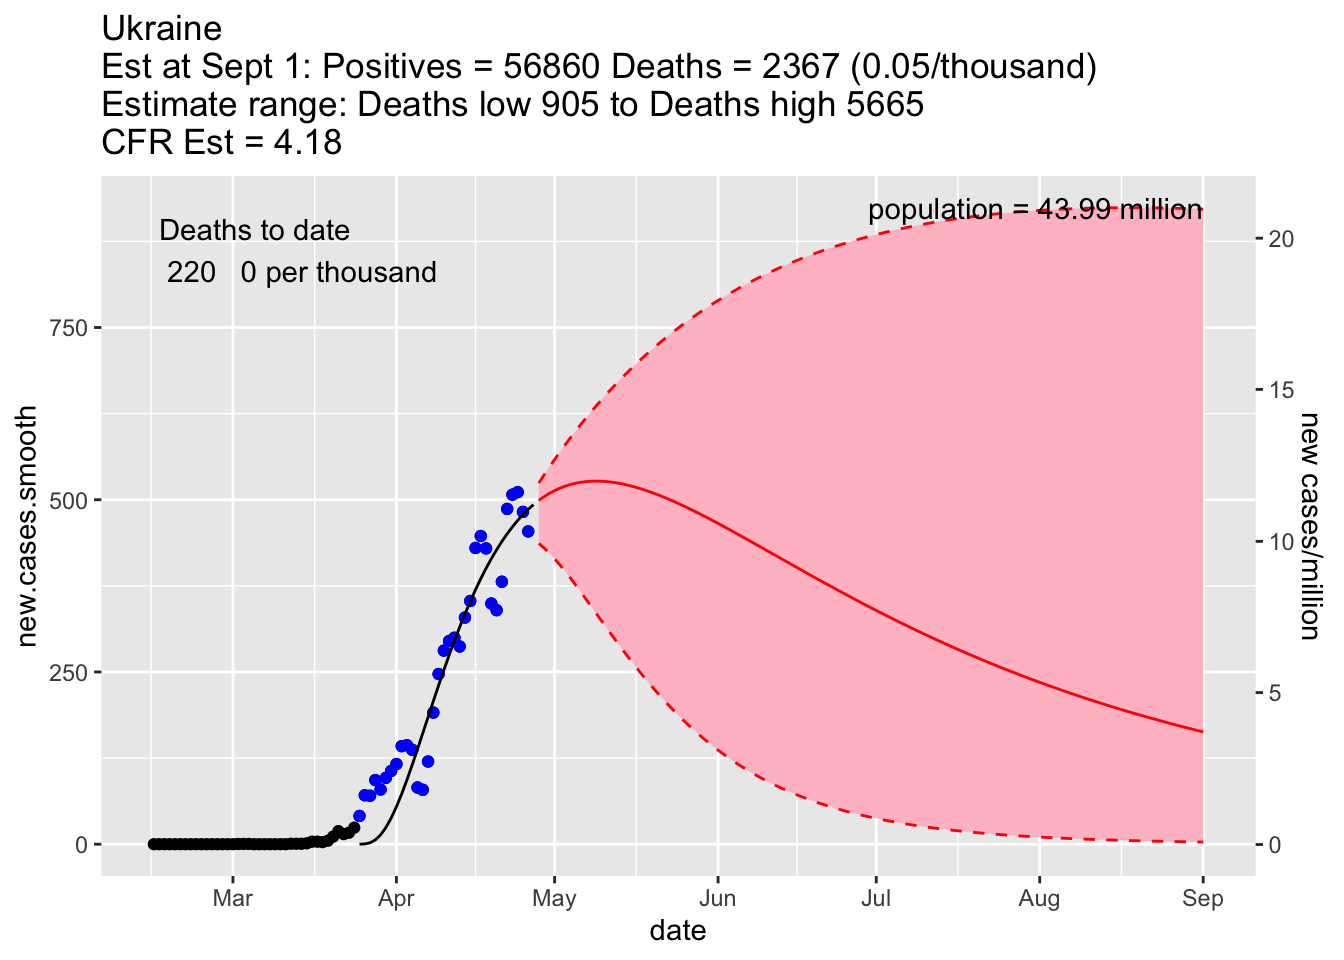 Ukraine
Est at Sept 1: Positives = 56860 Deaths = 2367 (0.05/thousand)
Estimate range: Deaths low 905 to Deaths high 5665
CFR Est = 4.18
population = 43.99 million
Deaths to date
220 0 per thousand
750
500
250
0
new.cases.smooth
20
15
10
5
0
new cases/million
Mar Apr May Jun Jul Aug Sep
date